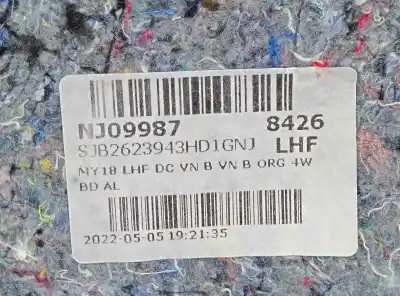 NJ09987 8426
SJB2623943HD1GNJ LHF
MY18 LHF DC VN B VN B ORG 4W
BD AL
2022-05-05 19:21:35